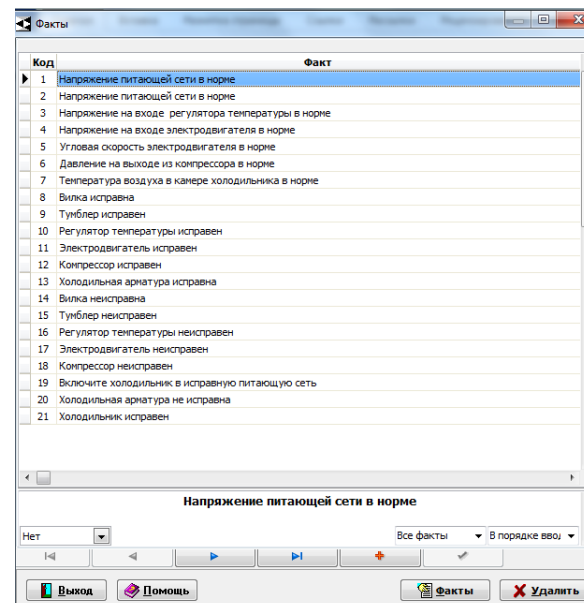 Факты
Код Факт
1 Напряжение питающей сети в норме
2 Напряжение питающей сети в норме
3 Напряжение на входе регулятора температуры в норме
4 Напряжение на входе электродвигателя в норме
5 Угловая скорость электродвигателя в норме
6 Давление на выходе из компрессора в норме
7 Температура воздуха в камере холодильника в норме
8 Вилка исправна
9 Тумблер исправен
10 Регулятор температуры исправен
11 Электродвигатель исправен
12 Компрессор исправен
13 Холодильная арматура исправна
14 Вилка неисправна
15 Тумблер неисправен
16 Регулятор температуры неисправен
17 Электродвигатель неисправен
18 Компрессор неисправен
19 Включите холодильник в исправную питающую сеть
20 Холодильная арматура не исправна
21 Холодильник исправен
Напряжение питающей сети в норме
Нет Все факты В порядке ввод
Выход Помощь Факты Удалить